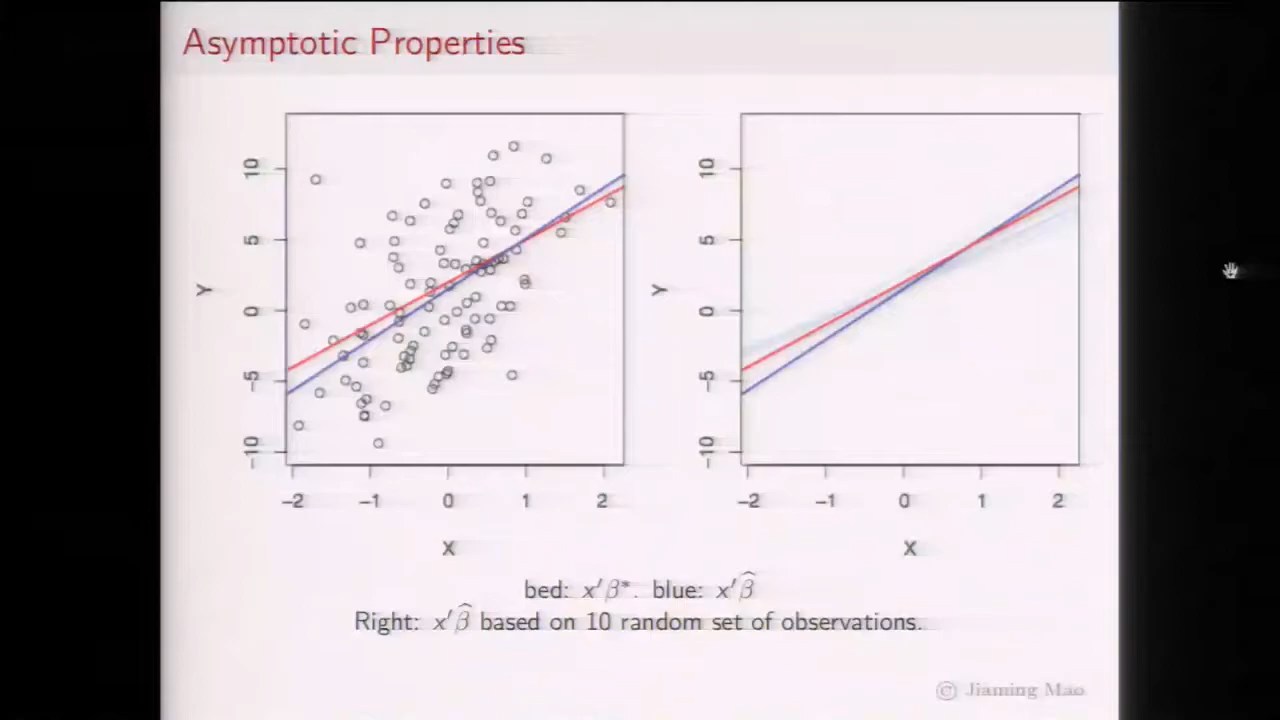 Asymptotic Properties
Y
10
5
0
−5
−10
−2 −1 0 1 2
X
Y
10
5
0
−5
−10
−2 −1 0 1 2
X
bed: x′β*. blue: x′β̂
Right: x′β̂ based on 10 random set of observations.
© Jiaming Mao